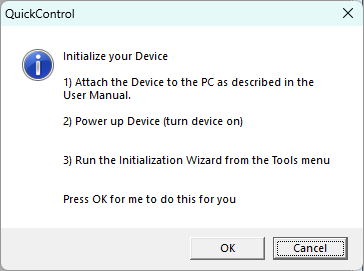 QuickControl
Initialize your Device
1) Attach the Device to the PC as described in the
User Manual.
2) Power up Device (turn device on)
3) Run the Initialization Wizard from the Tools menu
Press OK for me to do this for you
OK
Cancel